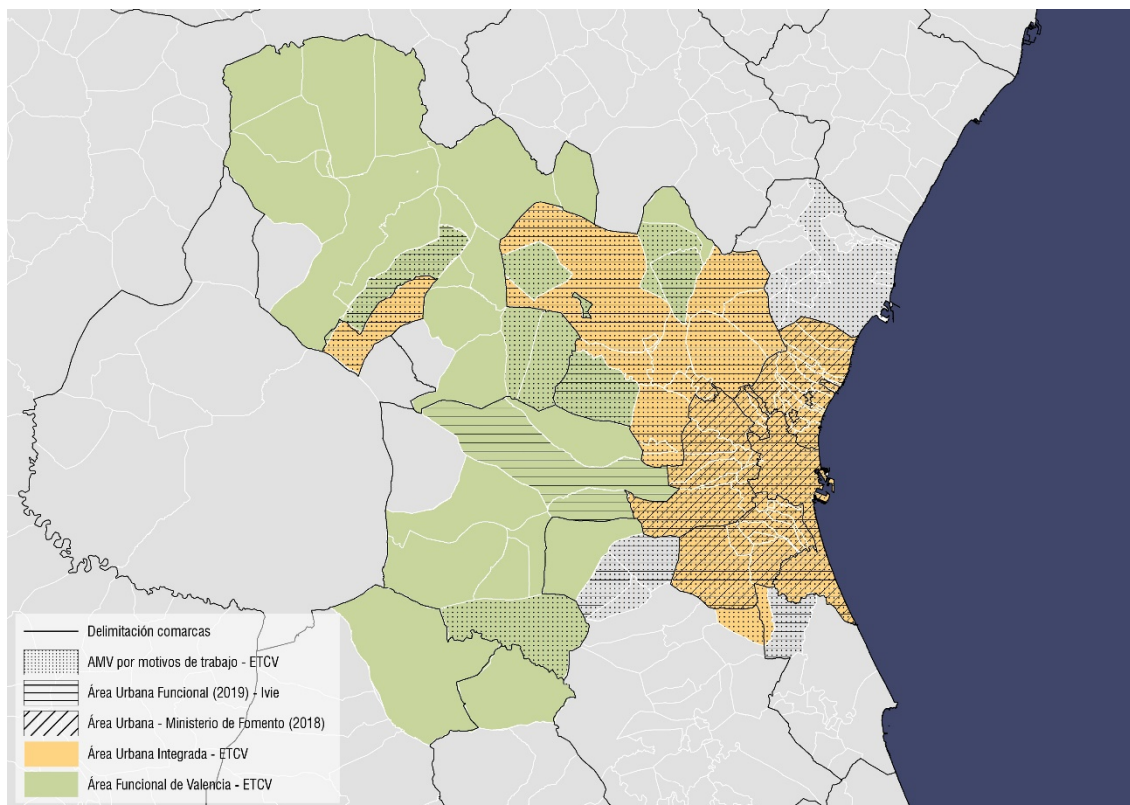 Delimitación comarcas
AMV por motivos de trabajo - ETCV
Área Urbana Funcional (2019) - Ivie
Área Urbana - Ministerio de Fomento (2018)
Área Urbana Integrada - ETCV
Área Funcional de Valencia - ETCV